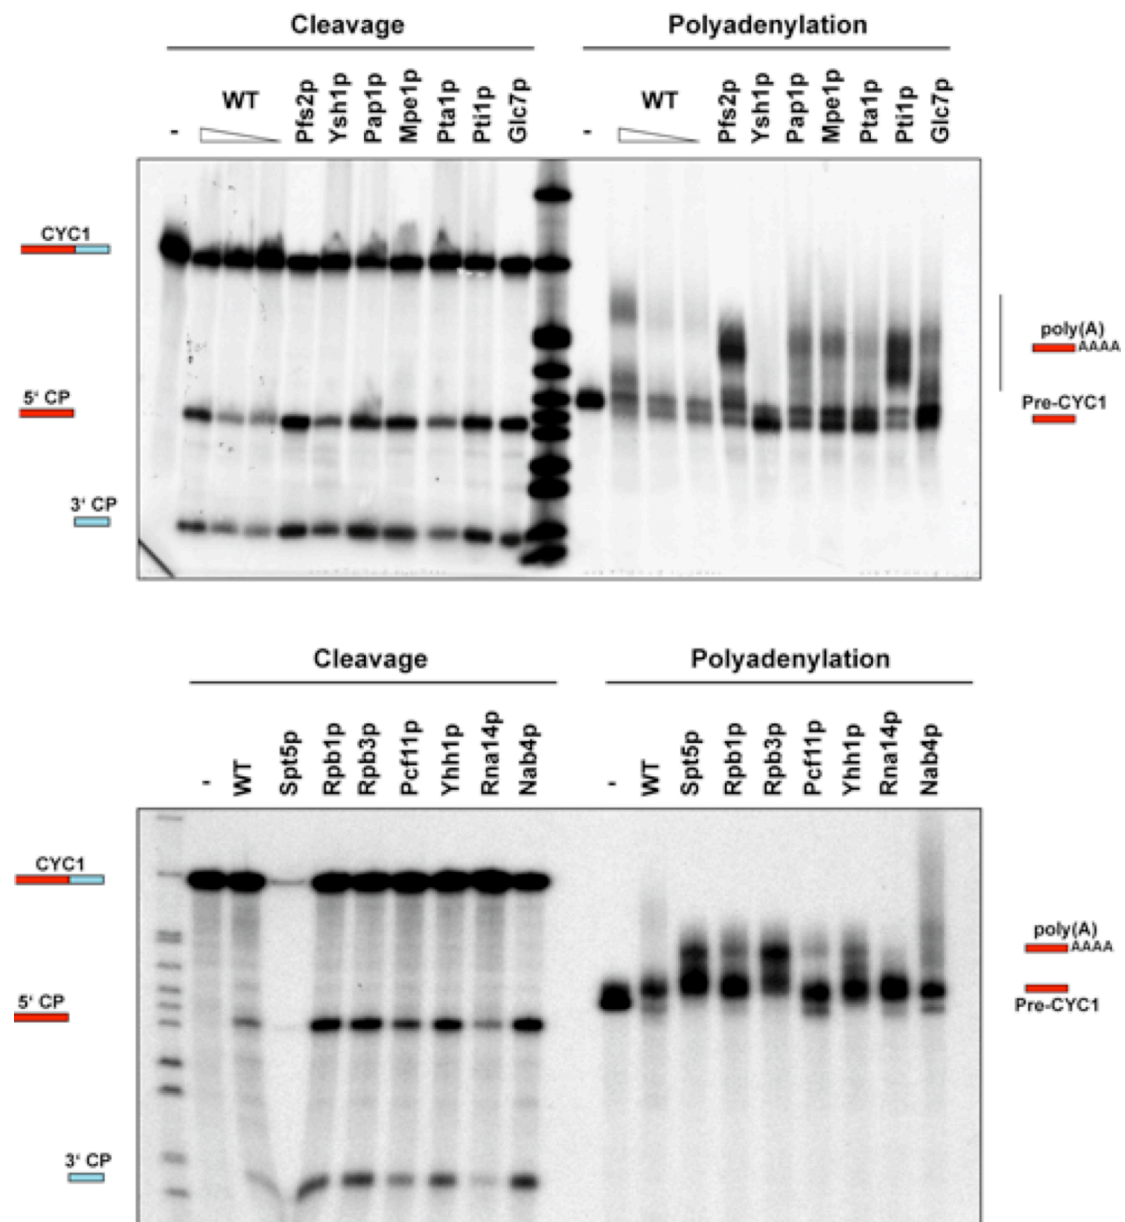 Cleavage Polyadenylation
- WT Pfs2p Ysh1p Pap1p Mpe1p Pta1p Pti1p Glc7p - WT Pfs2p Ysh1p Pap1p Mpe1p Pta1p Pti1p Glc7p
CYC1
poly(A)
AAAA
5' CP
Pre-CYC1
3' CP
Cleavage Polyadenylation
- WT Spt5p Rpb1p Rpb3p Pcf11p Yhh1p Rna14p Nab4p - WT Spt5p Rpb1p Rpb3p Pcf11p Yhh1p Rna14p Nab4p
CYC1
poly(A)
AAAA
5' CP
Pre-CYC1
3' CP